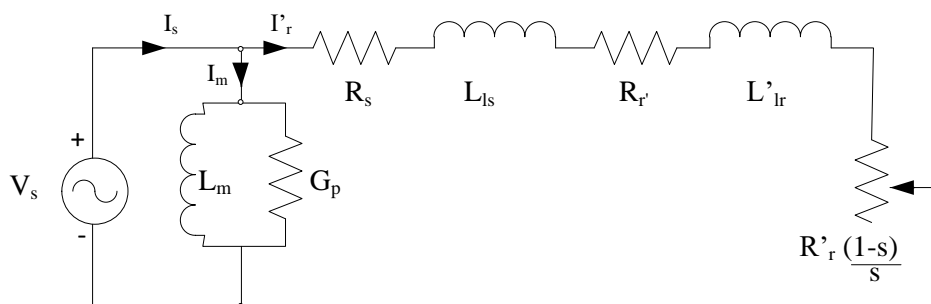 I_s
I'_r
I_m
R_s
L_ls
R_r'
L'_lr
+
V_s
-
L_m
G_p
R'_r (1-s)
s